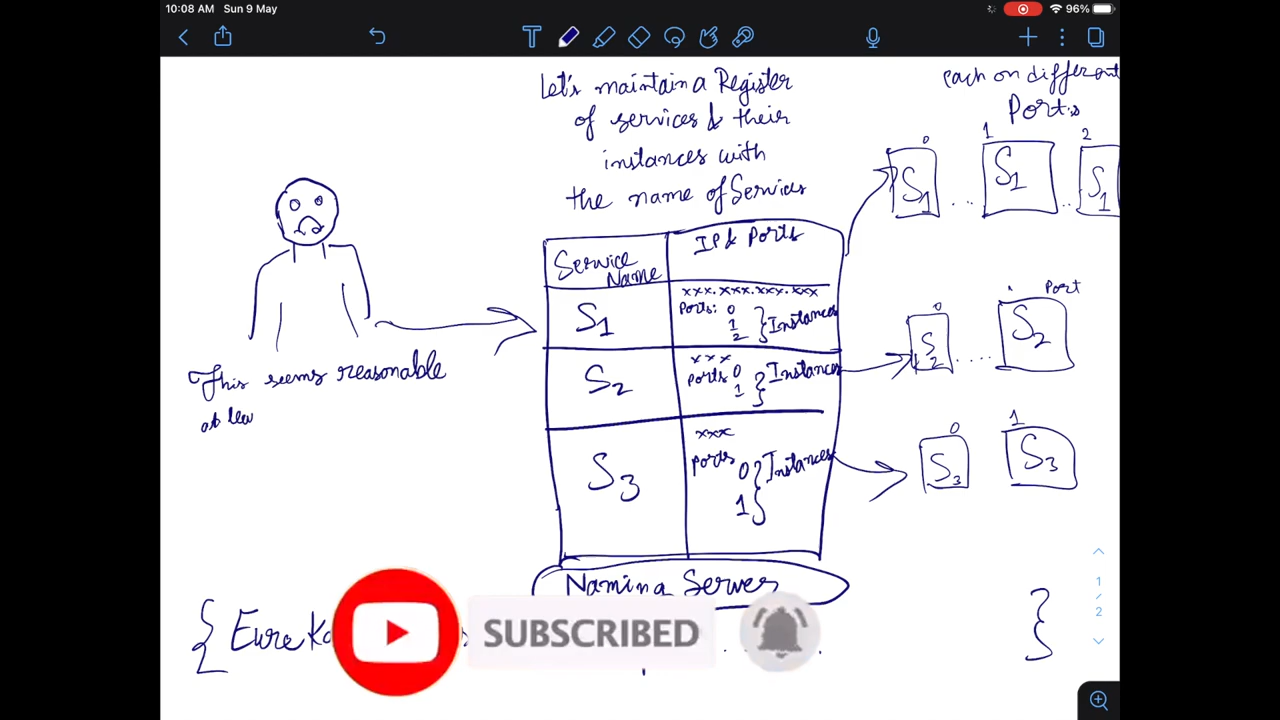 10:08 AM Sun 9 May
96%
Let's maintain a Register
of services & their
instances with
the name of Services
each on different
Ports
0 1 2
S1 ... S1 .. S1
Service Name
IP & Ports
S1
xxx.xxx.xxx.xxx
Ports: 0
1
2
} Instances
S2
xxx
Ports 0
1
} Instances
S3
xxx
Ports 0
1
} Instances
0 Port
S2 .... S2
0 1
S3 S3
This seems reasonable
at lea
Naming Server
{ Eureka
}
SUBSCRIBED
1
/
2